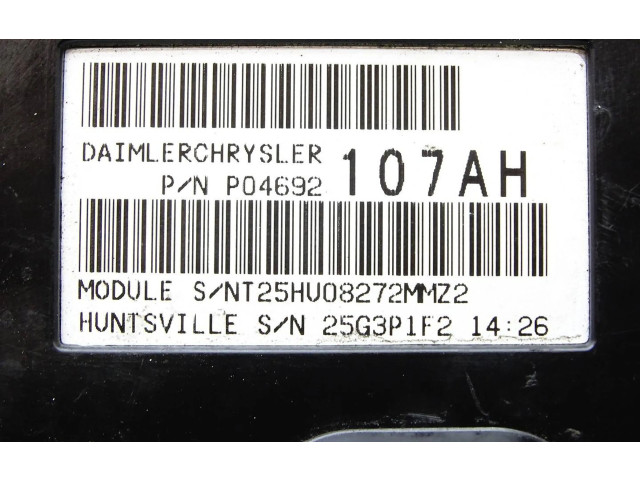 DAIMLERCHRYSLER
P/N P04692 107AH
MODULE S/NT25HU08272MMZ2
HUNTSVILLE S/N 25G3P1F2 14:26